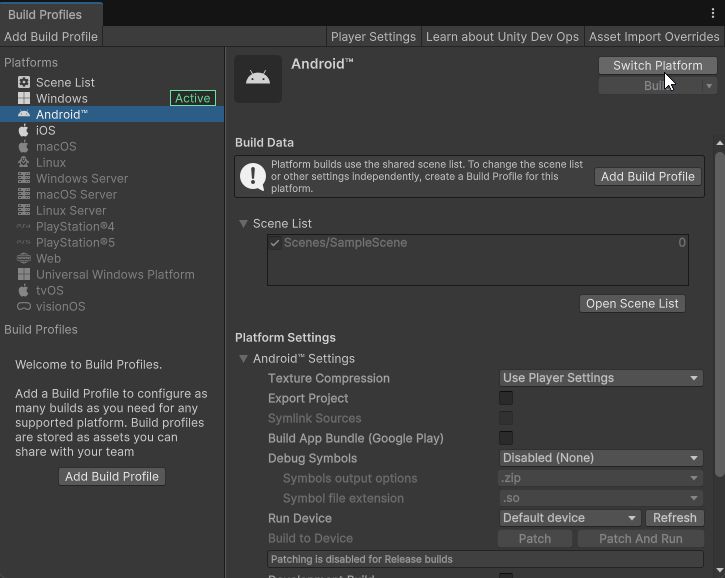 Build Profiles
Add Build Profile
Player Settings
Learn about Unity Dev Ops
Asset Import Overrides
Platforms
Scene List
Windows
Active
Android™
iOS
macOS
Linux
Windows Server
macOS Server
Linux Server
PlayStation®4
PlayStation®5
Web
Universal Windows Platform
tvOS
visionOS
Build Profiles
Welcome to Build Profiles.
Add a Build Profile to configure as
many builds as you need for any
supported platform. Build profiles
are stored as assets you can
share with your team
Add Build Profile
Android™
Switch Platform
Build Data
Platform builds use the shared scene list. To change the scene list
or other settings independently, create a Build Profile for this
platform.
Add Build Profile
Scene List
Scenes/SampleScene
0
Open Scene List
Platform Settings
Android™ Settings
Texture Compression
Use Player Settings
Export Project
Symlink Sources
Build App Bundle (Google Play)
Debug Symbols
Disabled (None)
Symbols output options
.zip
Symbol file extension
.so
Run Device
Default device
Refresh
Build to Device
Patch
Patch And Run
Patching is disabled for Release builds